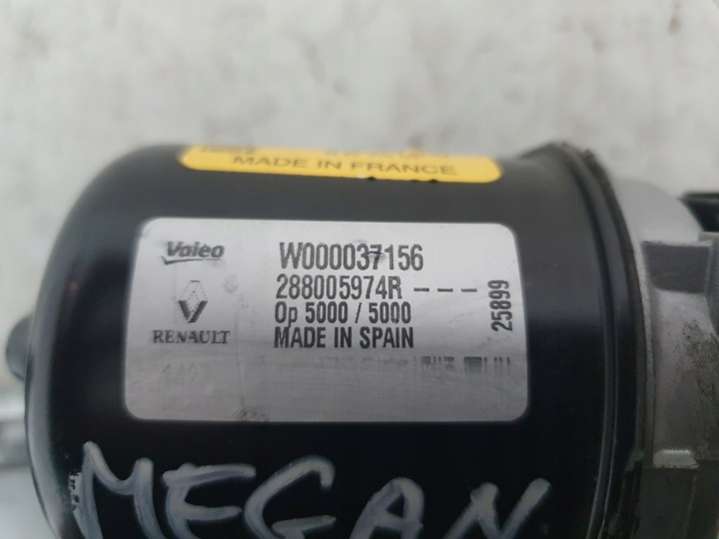 MADE IN FRANCE
Valeo W000037156
288005974R - - -
Op 5000 / 5000
RENAULT MADE IN SPAIN
25899
MEGAN